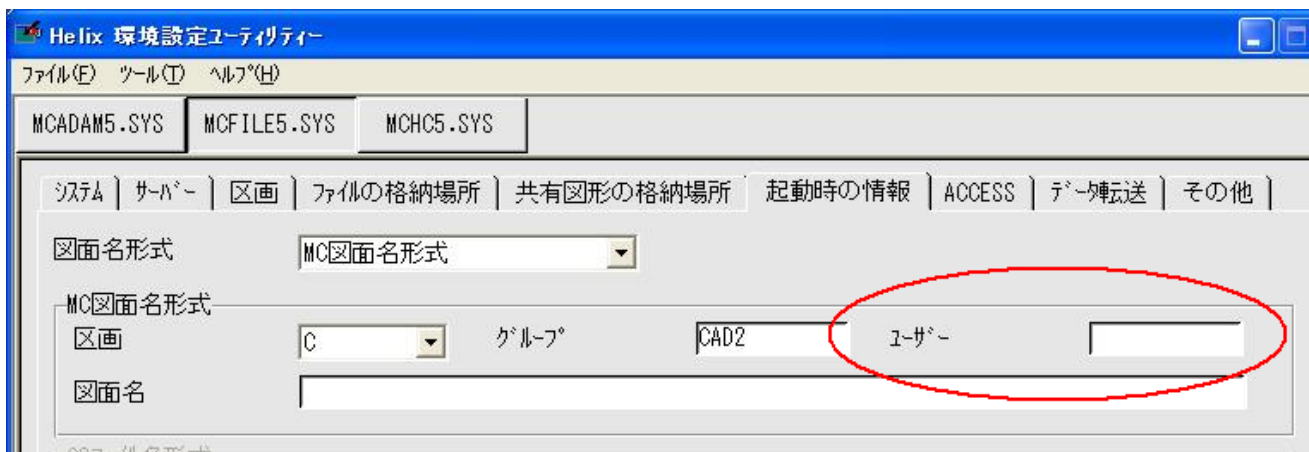 Helix 環境設定ﾕｰﾃｨﾘﾃｨｰ
ﾌｧｲﾙ(F) ﾂｰﾙ(T) ﾍﾙﾌﾟ(H)
MCADAM5.SYS MCFILE5.SYS MCHC5.SYS
ｼｽﾃﾑ ｻｰﾊﾞｰ 区画 ﾌｧｲﾙの格納場所 共有図形の格納場所 起動時の情報 ACCESS ﾃﾞｰﾀ転送 その他
図面名形式 MC図面名形式
MC図面名形式
区画 C ｸﾞﾙｰﾌﾟ CAD2 ﾕｰｻﾞｰ
図面名